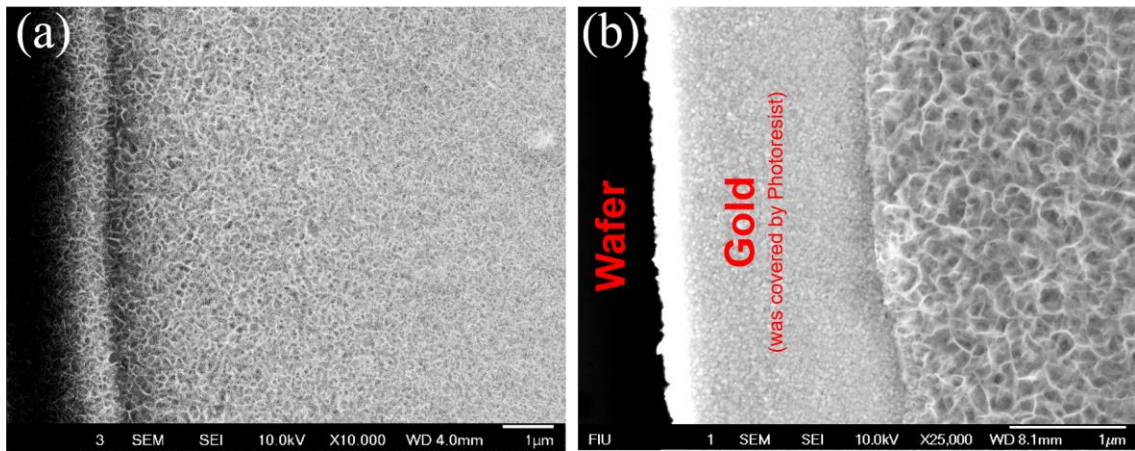 (a)
3 SEM SEI 10.0kV X10.000 WD 4.0mm 1µm
(b)
Wafer
Gold
(was covered by Photoresist)
FIU 1 SEM SEI 10.0kV X25,000 WD 8.1mm 1µm